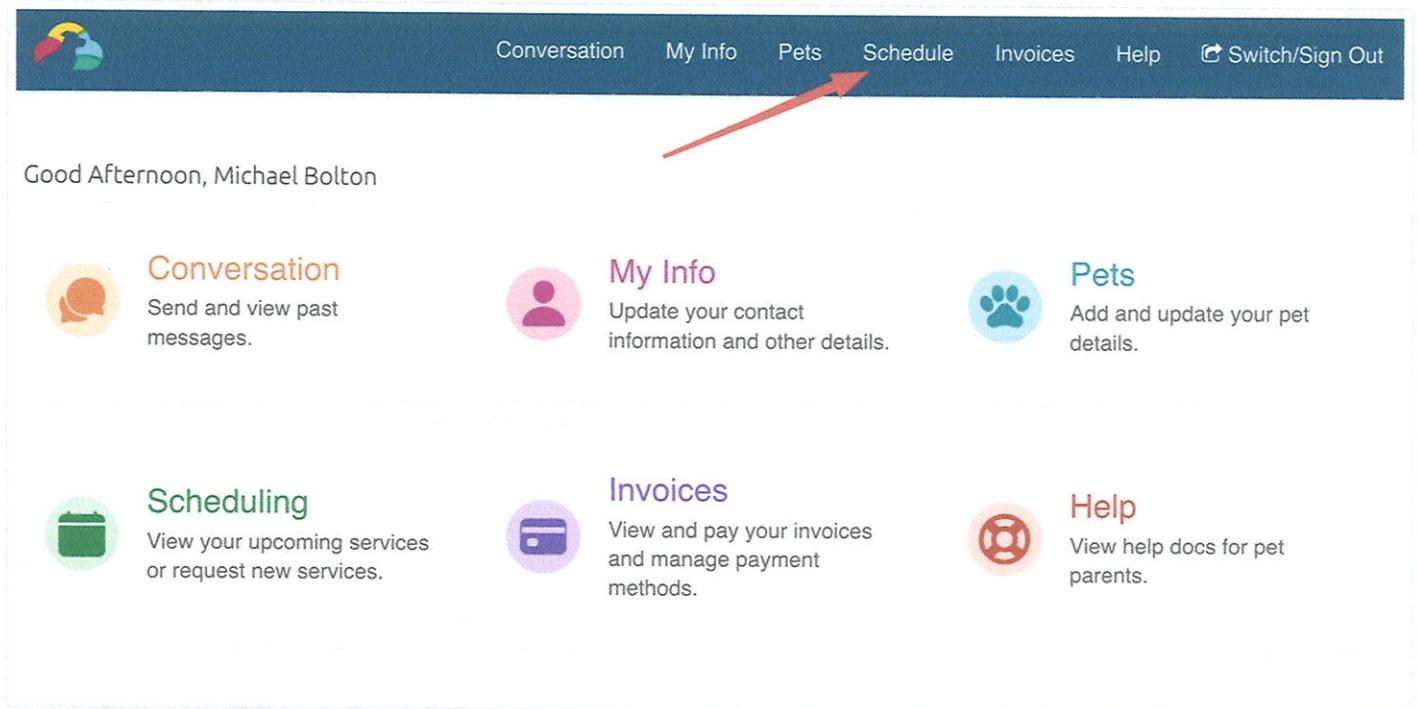 Conversation My Info Pets Schedule Invoices Help Switch/Sign Out
Good Afternoon, Michael Bolton
Conversation
Send and view past
messages.
My Info
Update your contact
information and other details.
Pets
Add and update your pet
details.
Scheduling
View your upcoming services
or request new services.
Invoices
View and pay your invoices
and manage payment
methods.
Help
View help docs for pet
parents.